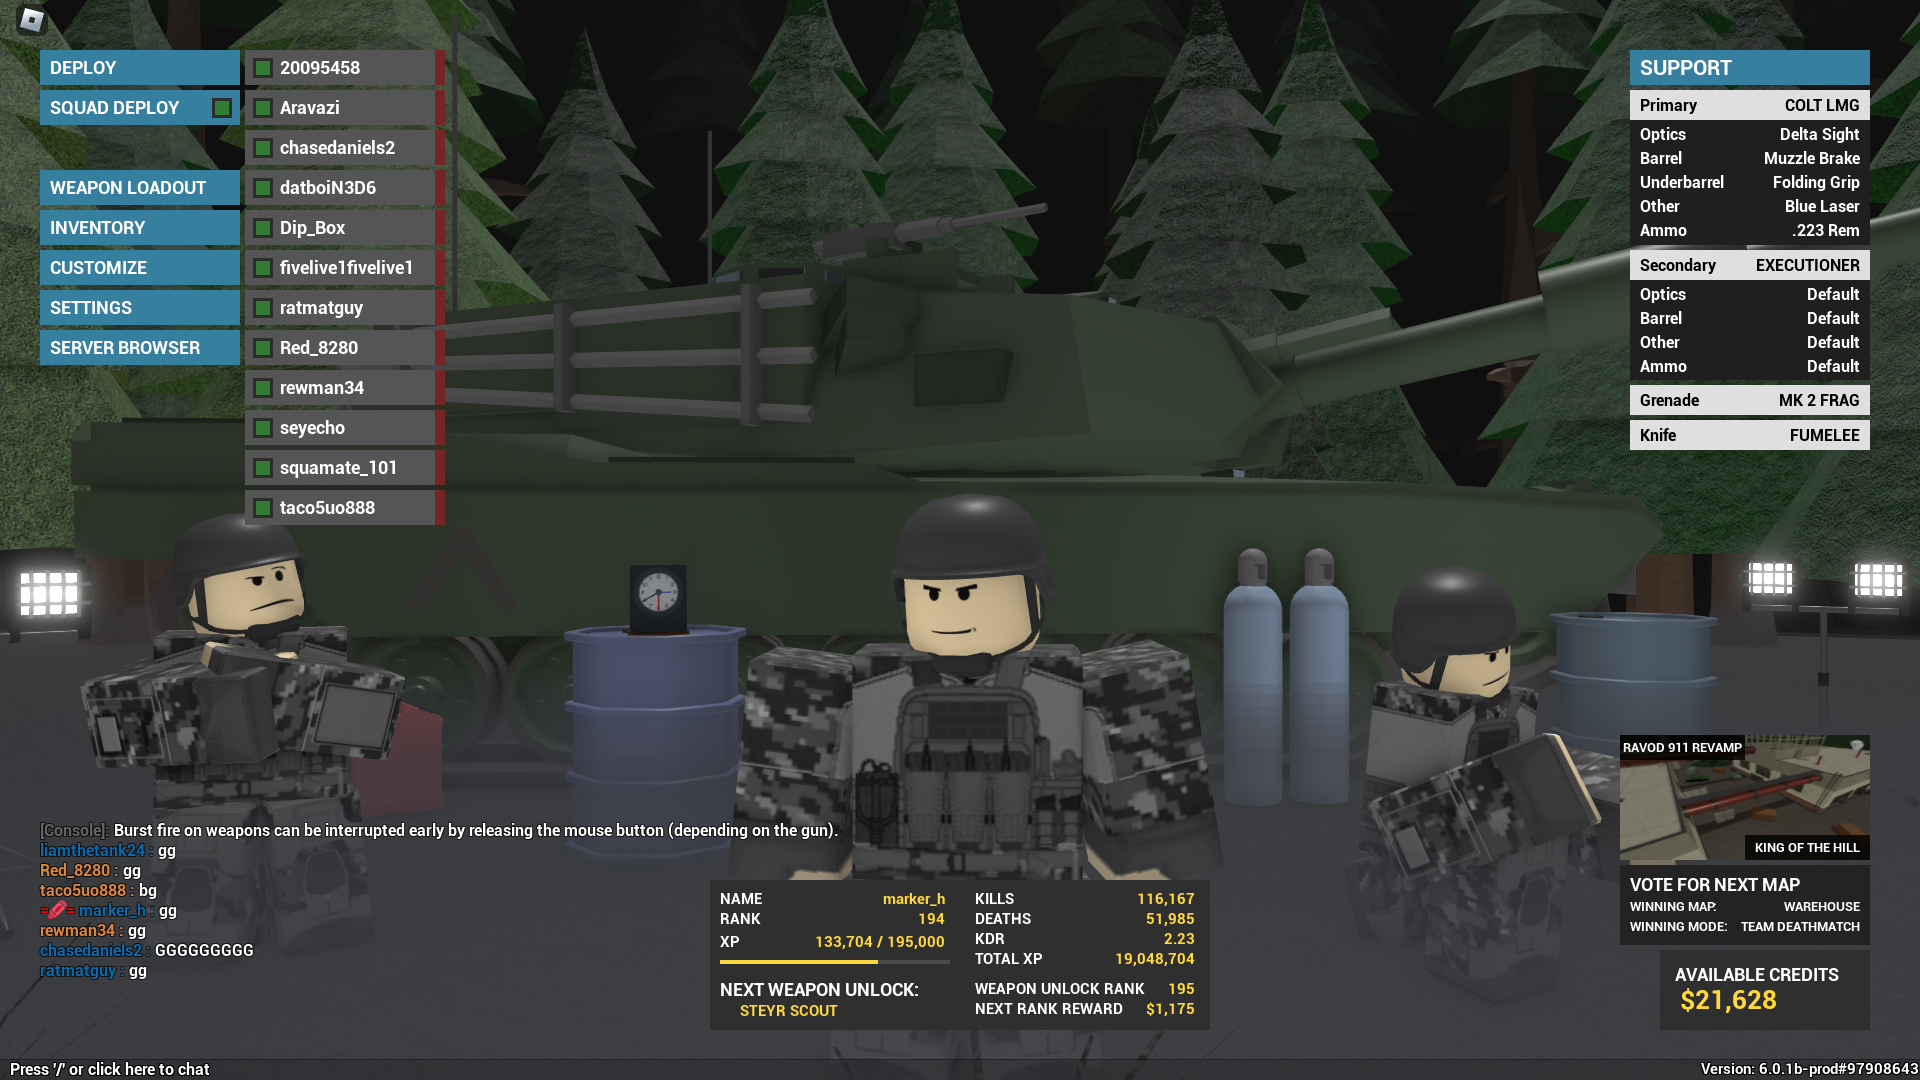 DEPLOY
SQUAD DEPLOY
WEAPON LOADOUT
INVENTORY
CUSTOMIZE
SETTINGS
SERVER BROWSER
20095458
Aravazi
chasedaniels2
datboiN3D6
Dip_Box
fivelive1fivelive1
ratmatguy
Red_8280
rewman34
seyecho
squamate_101
taco5uo888
SUPPORT
Primary COLT LMG
Optics Delta Sight
Barrel Muzzle Brake
Underbarrel Folding Grip
Other Blue Laser
Ammo .223 Rem
Secondary EXECUTIONER
Optics Default
Barrel Default
Other Default
Ammo Default
Grenade MK 2 FRAG
Knife FUMELEE
[Console]: Burst fire on weapons can be interrupted early by releasing the mouse button (depending on the gun).
liamthetank24 : gg
Red_8280 : gg
taco5uo888 : bg
marker_h : gg
rewman34 : gg
chasedaniels2 : GGGGGGGGG
ratmatguy : gg
NAME marker_h
RANK 194
XP 133,704 / 195,000
NEXT WEAPON UNLOCK:
STEYR SCOUT
KILLS 116,167
DEATHS 51,985
KDR 2.23
TOTAL XP 19,048,704
WEAPON UNLOCK RANK 195
NEXT RANK REWARD $1,175
RAVOD 911 REVAMP
KING OF THE HILL
VOTE FOR NEXT MAP
WINNING MAP: WAREHOUSE
WINNING MODE: TEAM DEATHMATCH
AVAILABLE CREDITS
$21,628
Press '/' or click here to chat
Version: 6.0.1b-prod#97908643